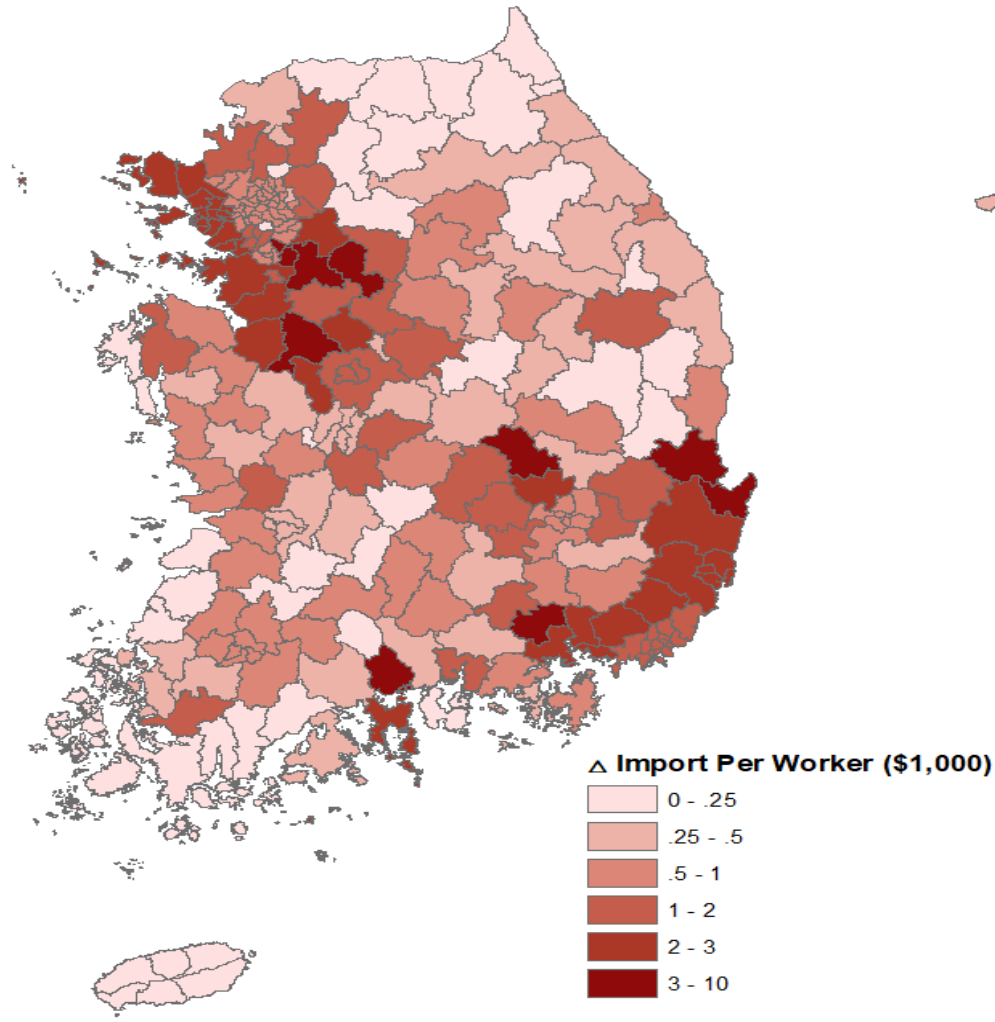 △ Import Per Worker ($1,000)
0 - .25
.25 - .5
.5 - 1
1 - 2
2 - 3
3 - 10